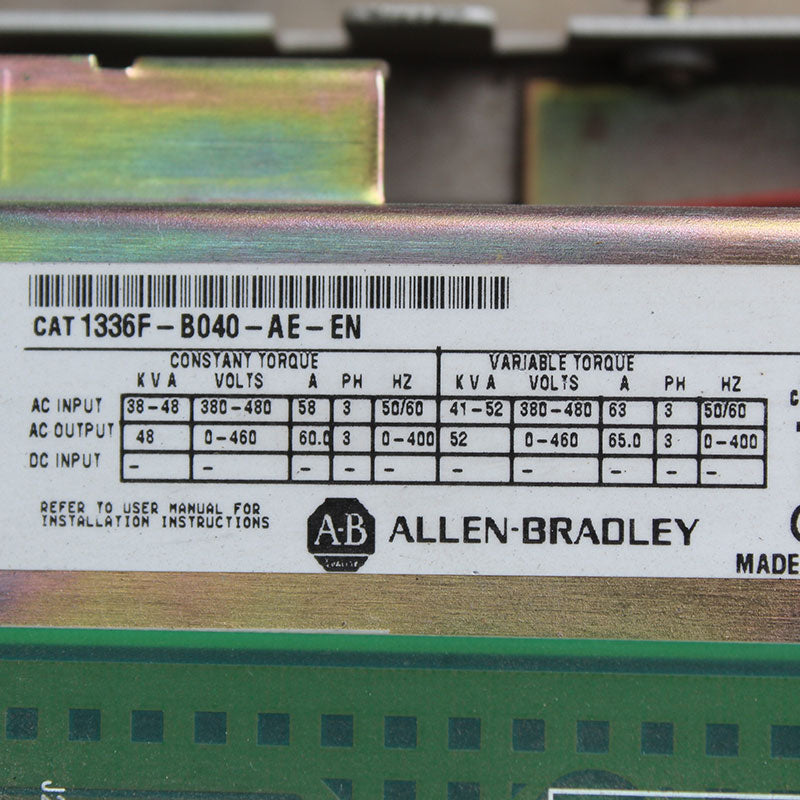 CAT 1336F-B040-AE-EN
CONSTANT TORQUE VARIABLE TORQUE
KVA VOLTS A PH HZ KVA VOLTS A PH HZ
AC INPUT 38-48 380-480 58 3 50/60 41-52 380-480 63 3 50/60
AC OUTPUT 48 0-460 60.0 3 0-400 52 0-460 65.0 3 0-400
DC INPUT - - - - - - - - - -
REFER TO USER MANUAL FOR
INSTALLATION INSTRUCTIONS
A-B ALLEN-BRADLEY
QUALITY
MADE